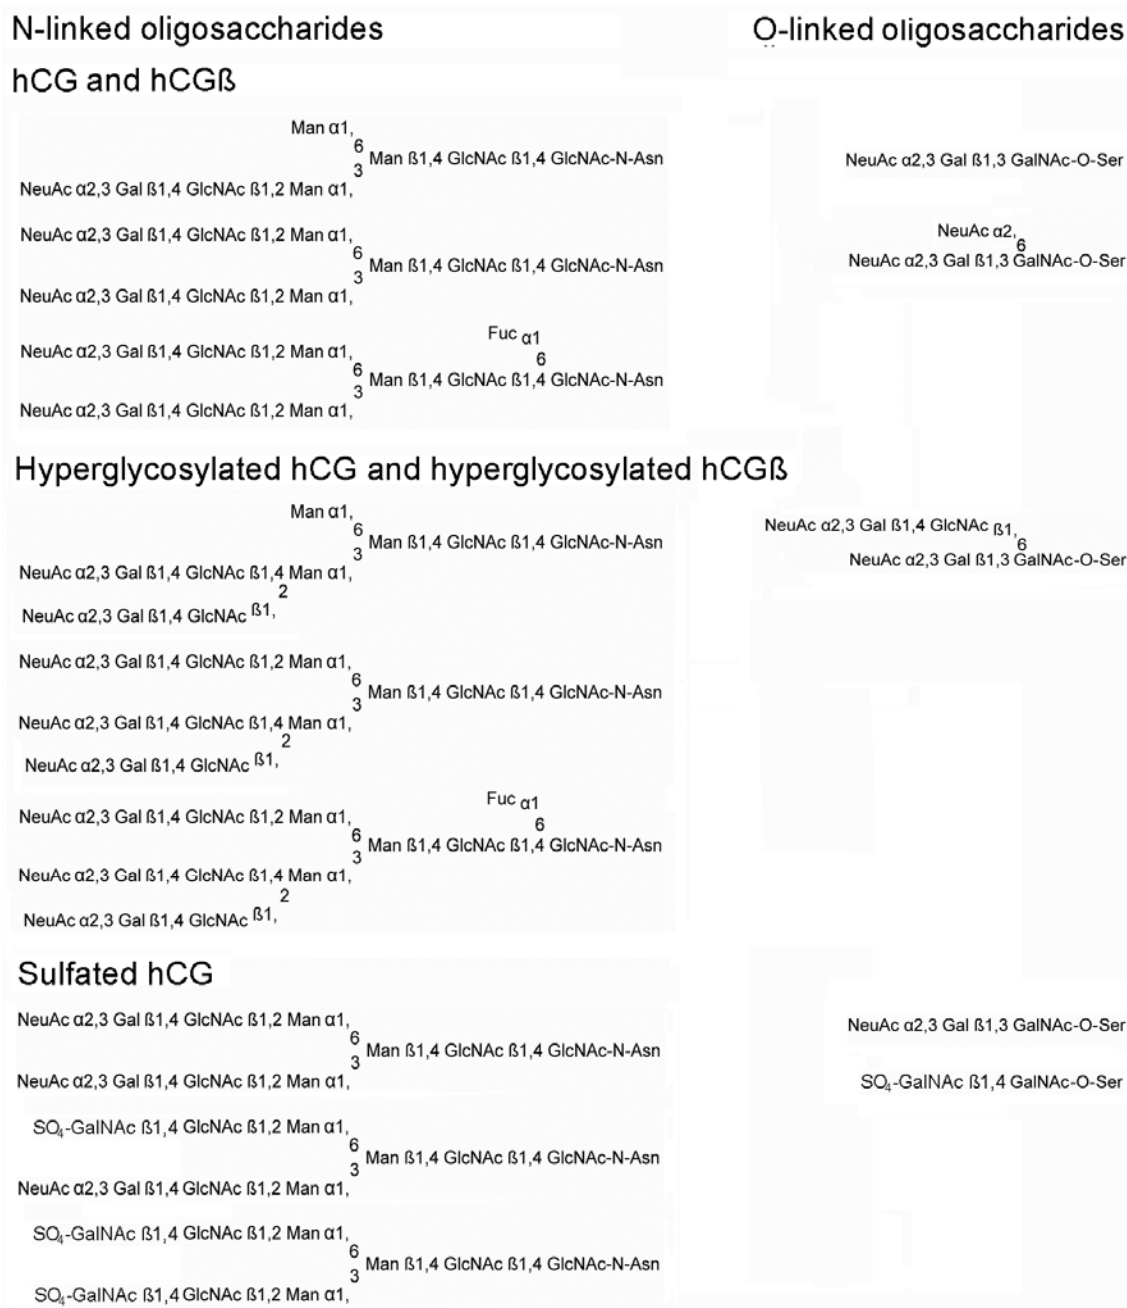 N-linked oligosaccharides
O-linked oligosaccharides
hCG and hCGß
Man α1,
6
Man ß1,4 GlcNAc ß1,4 GlcNAc-N-Asn
3
NeuAc α2,3 Gal ß1,4 GlcNAc ß1,2 Man α1,
NeuAc α2,3 Gal ß1,3 GalNAc-O-Ser
NeuAc α2,3 Gal ß1,4 GlcNAc ß1,2 Man α1,
6
Man ß1,4 GlcNAc ß1,4 GlcNAc-N-Asn
3
NeuAc α2,3 Gal ß1,4 GlcNAc ß1,2 Man α1,
NeuAc α2,
6
NeuAc α2,3 Gal ß1,3 GalNAc-O-Ser
NeuAc α2,3 Gal ß1,4 GlcNAc ß1,2 Man α1,
Fuc α1
6
6
Man ß1,4 GlcNAc ß1,4 GlcNAc-N-Asn
3
NeuAc α2,3 Gal ß1,4 GlcNAc ß1,2 Man α1,
Hyperglycosylated hCG and hyperglycosylated hCGß
Man α1,
6
Man ß1,4 GlcNAc ß1,4 GlcNAc-N-Asn
3
NeuAc α2,3 Gal ß1,4 GlcNAc ß1,4 Man α1,
2
NeuAc α2,3 Gal ß1,4 GlcNAc ß1,
NeuAc α2,3 Gal ß1,4 GlcNAc ß1,
6
NeuAc α2,3 Gal ß1,3 GalNAc-O-Ser
NeuAc α2,3 Gal ß1,4 GlcNAc ß1,2 Man α1,
6
Man ß1,4 GlcNAc ß1,4 GlcNAc-N-Asn
3
NeuAc α2,3 Gal ß1,4 GlcNAc ß1,4 Man α1,
2
NeuAc α2,3 Gal ß1,4 GlcNAc ß1,
NeuAc α2,3 Gal ß1,4 GlcNAc ß1,2 Man α1,
Fuc α1
6
6
Man ß1,4 GlcNAc ß1,4 GlcNAc-N-Asn
3
NeuAc α2,3 Gal ß1,4 GlcNAc ß1,4 Man α1,
2
NeuAc α2,3 Gal ß1,4 GlcNAc ß1,
Sulfated hCG
NeuAc α2,3 Gal ß1,4 GlcNAc ß1,2 Man α1,
6
Man ß1,4 GlcNAc ß1,4 GlcNAc-N-Asn
3
NeuAc α2,3 Gal ß1,4 GlcNAc ß1,2 Man α1,
NeuAc α2,3 Gal ß1,3 GalNAc-O-Ser
SO₄-GalNAc ß1,4 GalNAc-O-Ser
SO₄-GalNAc ß1,4 GlcNAc ß1,2 Man α1,
6
Man ß1,4 GlcNAc ß1,4 GlcNAc-N-Asn
3
NeuAc α2,3 Gal ß1,4 GlcNAc ß1,2 Man α1,
SO₄-GalNAc ß1,4 GlcNAc ß1,2 Man α1,
6
Man ß1,4 GlcNAc ß1,4 GlcNAc-N-Asn
3
SO₄-GalNAc ß1,4 GlcNAc ß1,2 Man α1,